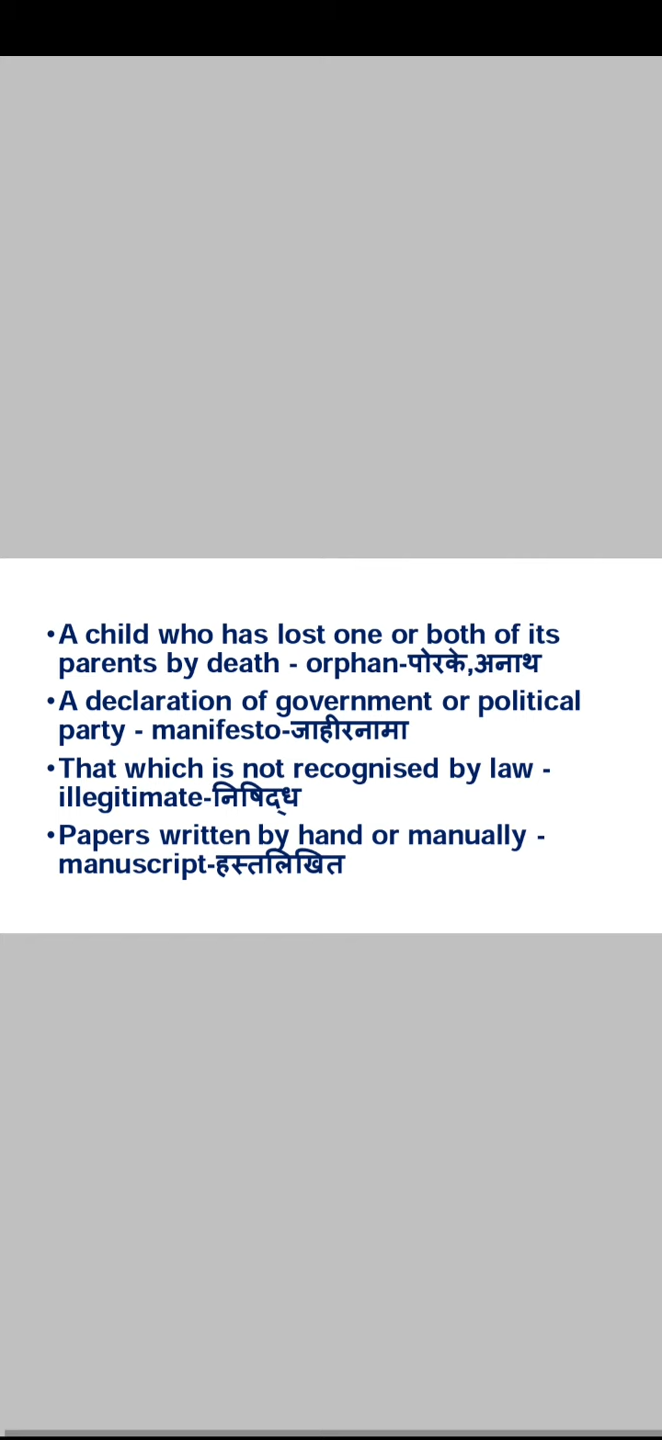 •A child who has lost one or both of its
parents by death - orphan-पोरके,अनाथ
•A declaration of government or political
party - manifesto-जाहीरनामा
•That which is not recognised by law -
illegitimate-निषिद्ध
•Papers written by hand or manually -
manuscript-हस्तलिखित